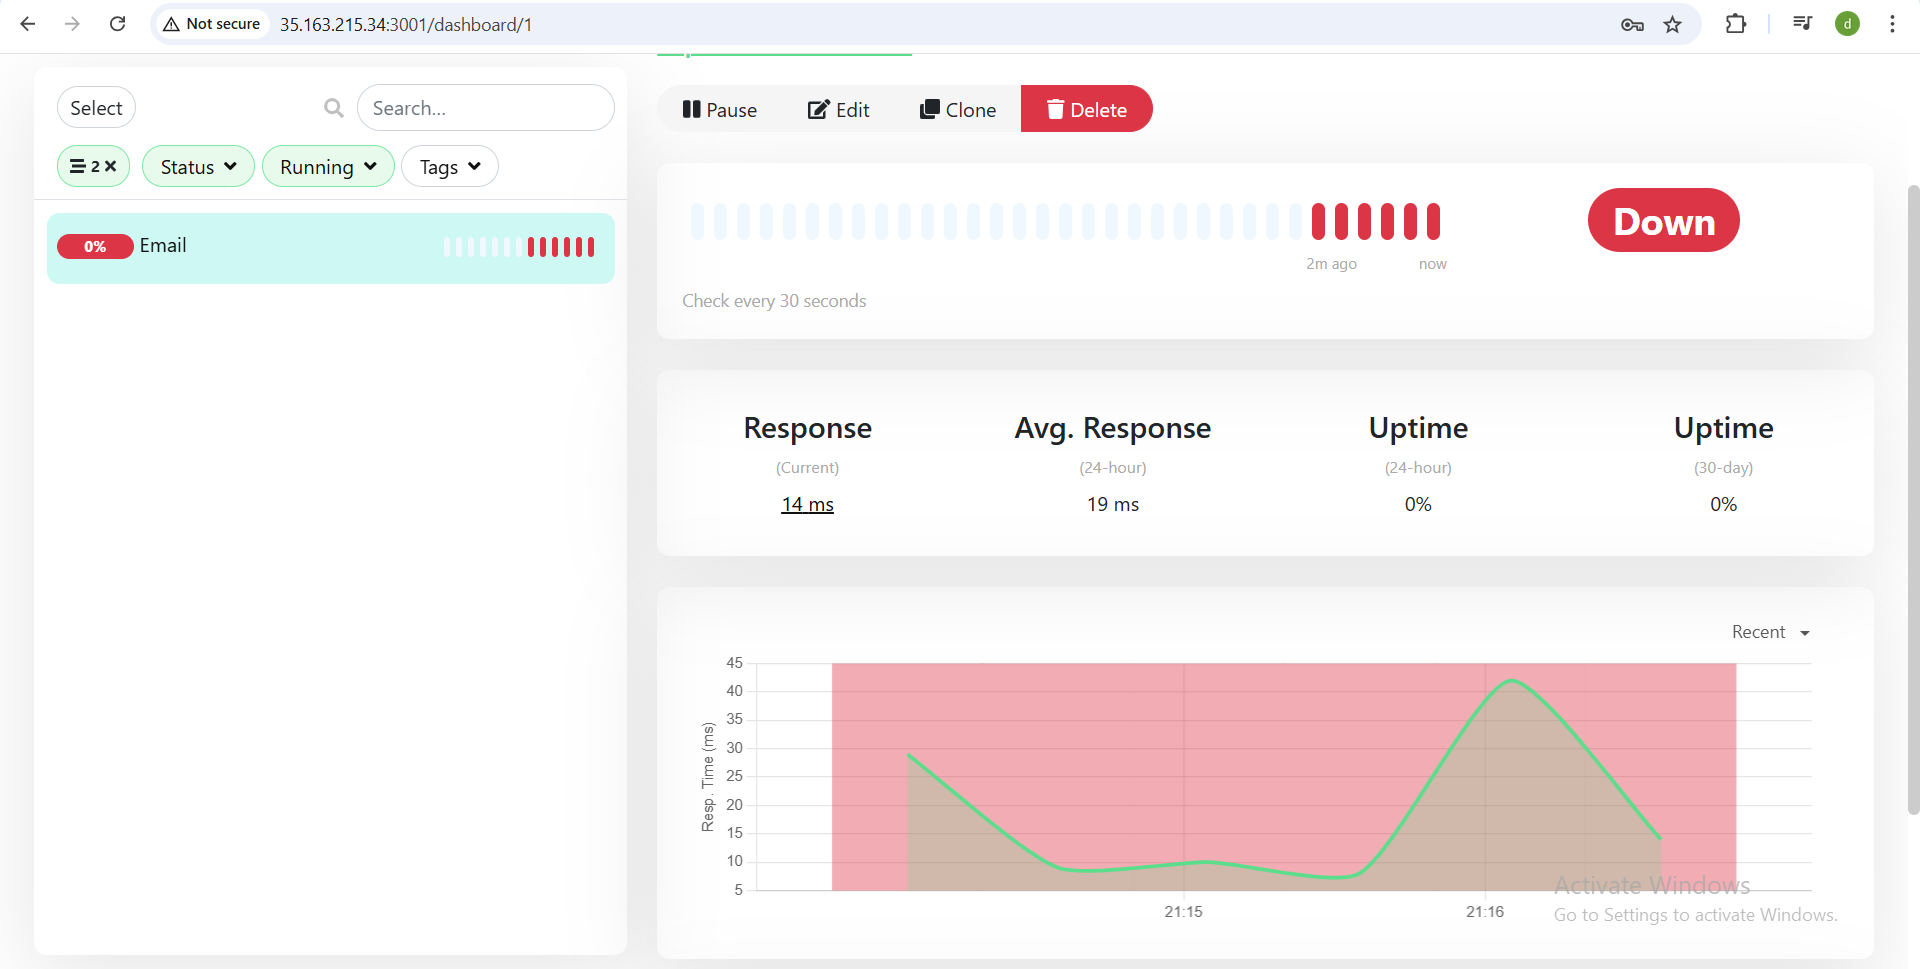 Not secure 35.163.215.34:3001/dashboard/1 d
Select Search...
2 Status Running Tags
0% Email
Pause Edit Clone Delete
Down
2m ago now
Check every 30 seconds
Response Avg. Response Uptime Uptime
(Current) (24-hour) (24-hour) (30-day)
14 ms 19 ms 0% 0%
Recent
Resp. Time (ms)
45
40
35
30
25
20
15
10
5
21:15 21:16
Activate Windows
Go to Settings to activate Windows.